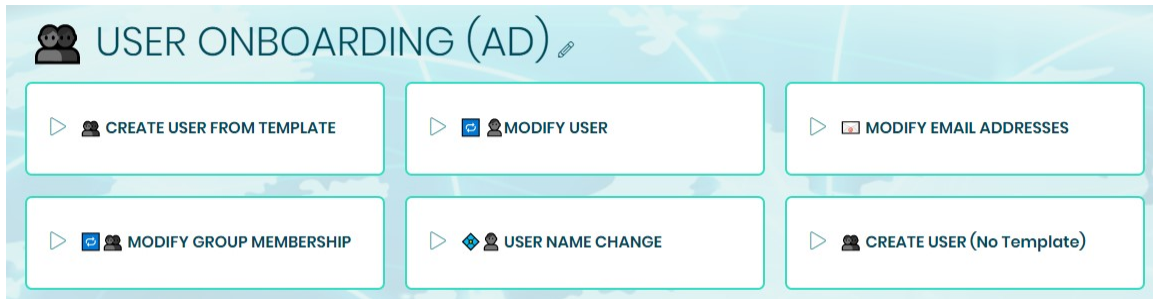 USER ONBOARDING (AD)
CREATE USER FROM TEMPLATE
MODIFY USER
MODIFY EMAIL ADDRESSES
MODIFY GROUP MEMBERSHIP
USER NAME CHANGE
CREATE USER (No Template)